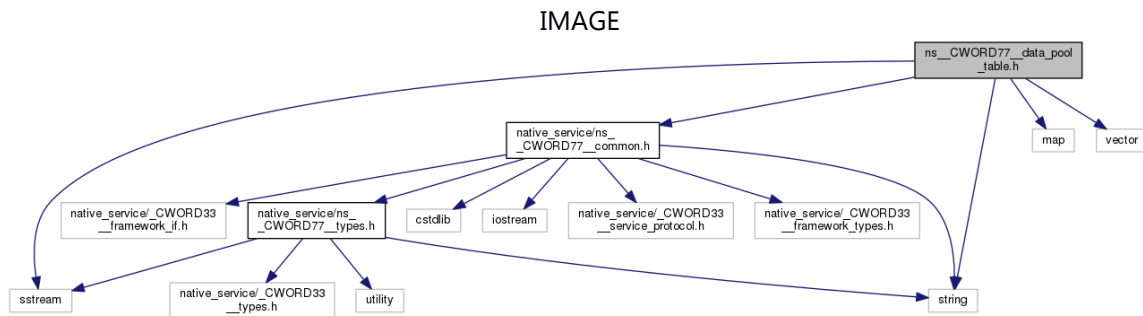 IMAGE
ns__CWORD77__data_pool
_table.h
native_service/ns_
_CWORD77__common.h
map
vector
native_service/_CWORD33
__framework_if.h
native_service/ns_
_CWORD77__types.h
cstdlib
iostream
native_service/_CWORD33
__service_protocol.h
native_service/_CWORD33
__framework_types.h
sstream
native_service/_CWORD33
__types.h
utility
string